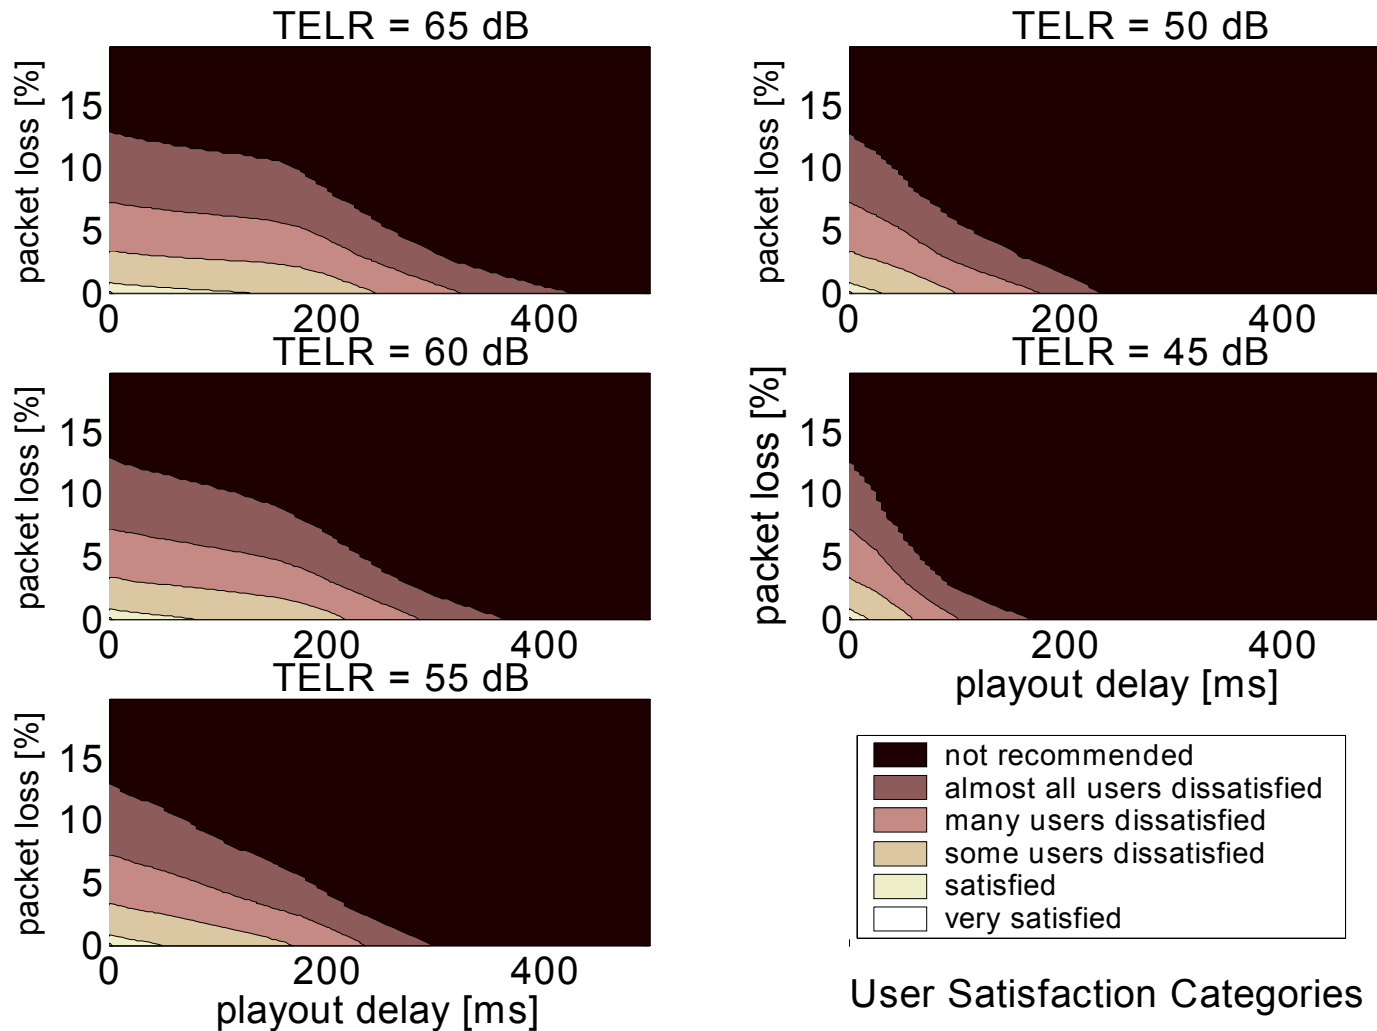 TELR = 65 dB
packet loss [%]
15
10
5
0
0 200 400
TELR = 60 dB
packet loss [%]
15
10
5
0
0 200 400
TELR = 55 dB
packet loss [%]
15
10
5
0
0 200 400
playout delay [ms]
TELR = 50 dB
packet loss [%]
15
10
5
0
0 200 400
TELR = 45 dB
packet loss [%]
15
10
5
0
0 200 400
playout delay [ms]
not recommended
almost all users dissatisfied
many users dissatisfied
some users dissatisfied
satisfied
very satisfied
User Satisfaction Categories